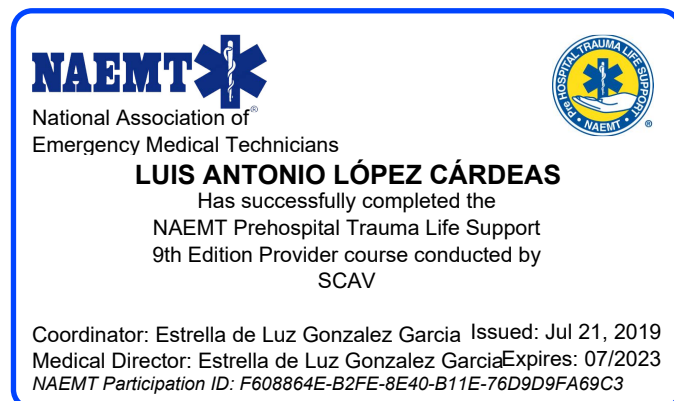 NAEMT
National Association of®
Emergency Medical Technicians
PreHOSPITAL TRAUMA LIFE SUPPORT
• NAEMT •
®
LUIS ANTONIO LÓPEZ CÁRDEAS
Has successfully completed the
NAEMT Prehospital Trauma Life Support
9th Edition Provider course conducted by
SCAV
Coordinator: Estrella de Luz Gonzalez Garcia Issued: Jul 21, 2019
Medical Director: Estrella de Luz Gonzalez GarciaExpires: 07/2023
NAEMT Participation ID: F608864E-B2FE-8E40-B11E-76D9D9FA69C3